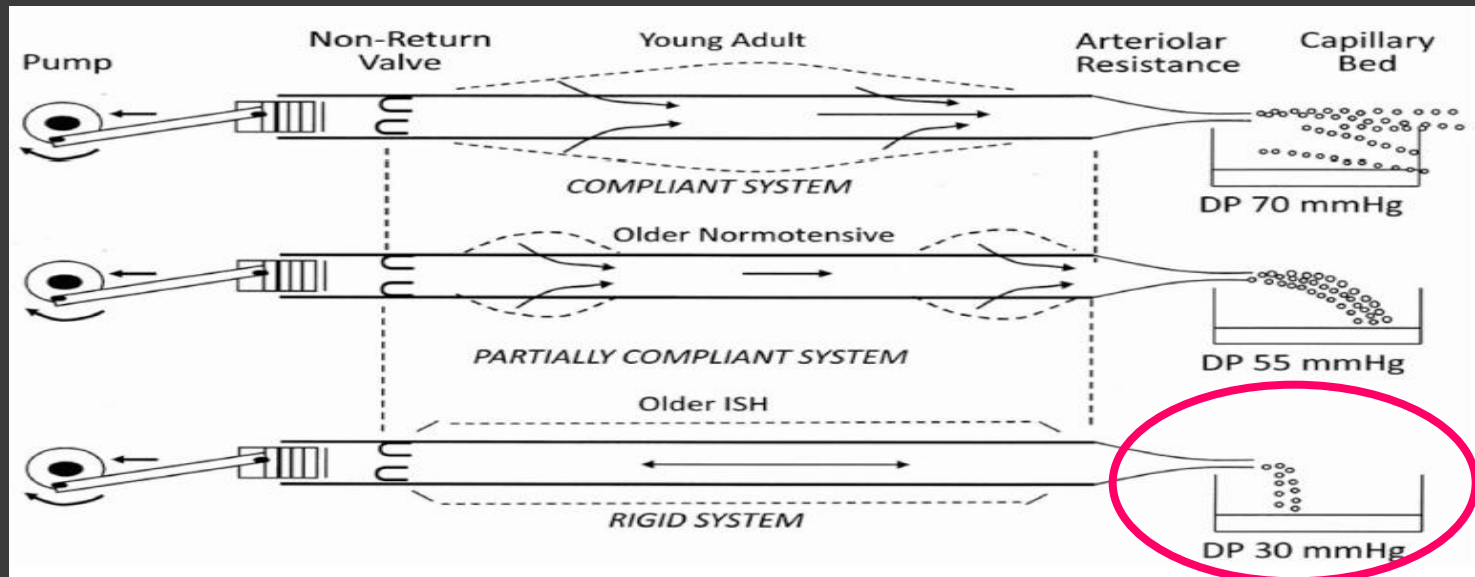 Pump
Non-Return
Valve
Young Adult
Arteriolar
Resistance
Capillary
Bed
COMPLIANT SYSTEM
DP 70 mmHg
Older Normotensive
PARTIALLY COMPLIANT SYSTEM
DP 55 mmHg
Older ISH
RIGID SYSTEM
DP 30 mmHg